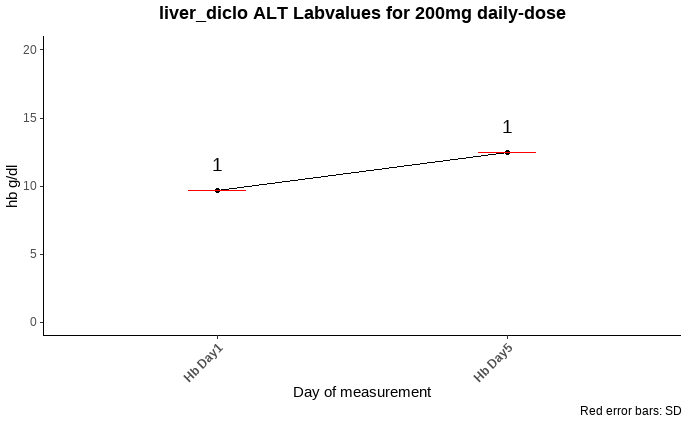 liver_diclo ALT Labvalues for 200mg daily-dose
20
15
10
5
0
hb g/dl
1
1
Hb Day1
Hb Day5
Day of measurement
Red error bars: SD